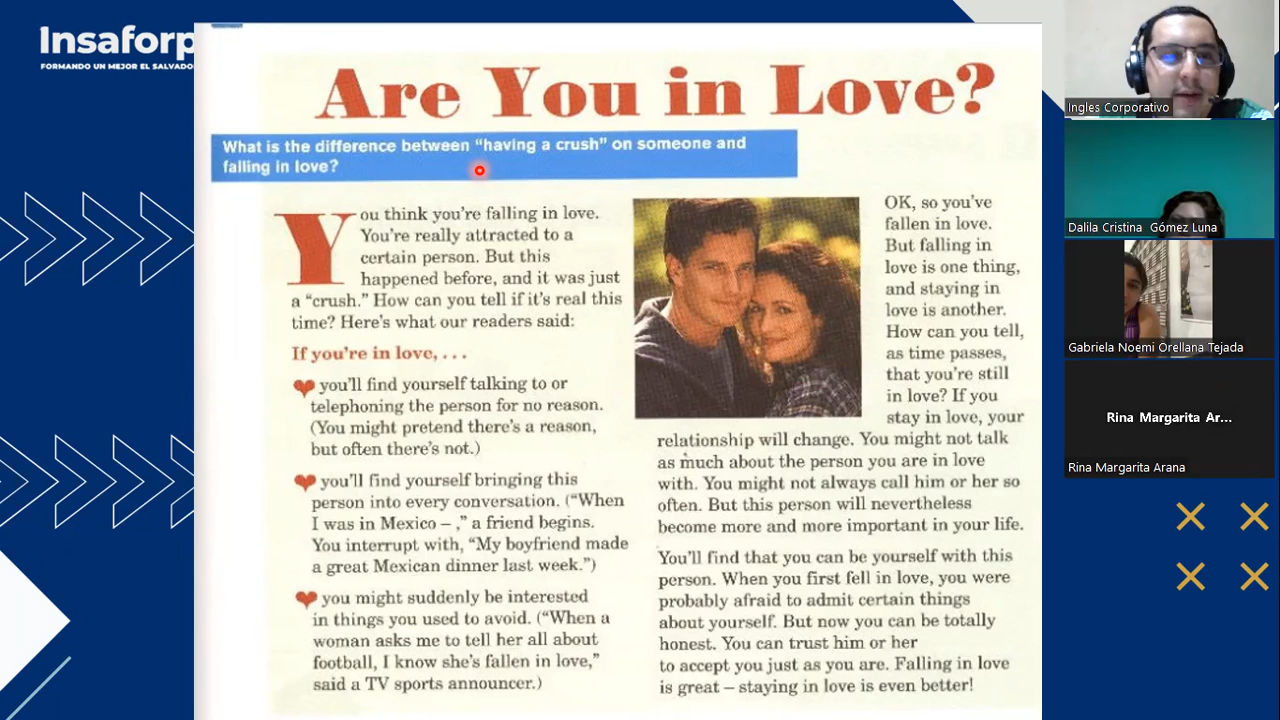 Insaforp
FORMANDO UN MEJOR EL SALVADOR
Are You in Love?
What is the difference between "having a crush" on someone and
falling in love?
You think you're falling in love.
You're really attracted to a
certain person. But this
happened before, and it was just
a "crush." How can you tell if it's real this
time? Here's what our readers said:
If you're in love, . . .
you'll find yourself talking to or
telephoning the person for no reason.
(You might pretend there's a reason,
but often there's not.)
you'll find yourself bringing this
person into every conversation. ("When
I was in Mexico – ," a friend begins.
You interrupt with, "My boyfriend made
a great Mexican dinner last week.")
you might suddenly be interested
in things you used to avoid. ("When a
woman asks me to tell her all about
football, I know she's fallen in love,"
said a TV sports announcer.)
OK, so you've
fallen in love.
But falling in
love is one thing,
and staying in
love is another.
How can you tell,
as time passes,
that you're still
in love? If you
stay in love, your
relationship will change. You might not talk
as much about the person you are in love
with. You might not always call him or her so
often. But this person will nevertheless
become more and more important in your life.
You'll find that you can be yourself with this
person. When you first fell in love, you were
probably afraid to admit certain things
about yourself. But now you can be totally
honest. You can trust him or her
to accept you just as you are. Falling in love
is great – staying in love is even better!
Ingles Corporativo
Dalila Cristina Gómez Luna
Gabriela Noemi Orellana Tejada
Rina Margarita Ar...
Rina Margarita Arana